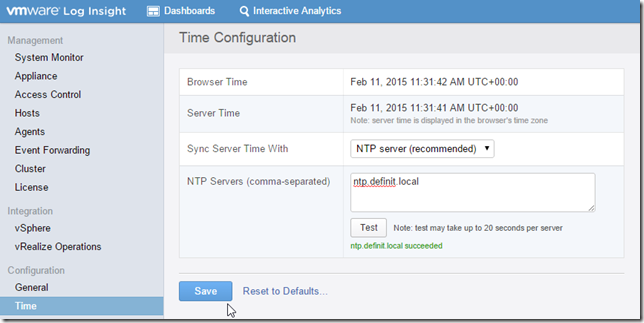 vmware Log Insight
Dashboards
Interactive Analytics
Management
System Monitor
Appliance
Access Control
Hosts
Agents
Event Forwarding
Cluster
License
Integration
vSphere
vRealize Operations
Configuration
General
Time
Time Configuration
Browser Time
Feb 11, 2015 11:31:42 AM UTC+00:00
Server Time
Feb 11, 2015 11:31:41 AM UTC+00:00
Note: server time is displayed in the browser's time zone
Sync Server Time With
NTP server (recommended)
NTP Servers (comma-separated)
ntp.definit.local
Test
Note: test may take up to 20 seconds per server
ntp.definit.local succeeded
Save
Reset to Defaults...